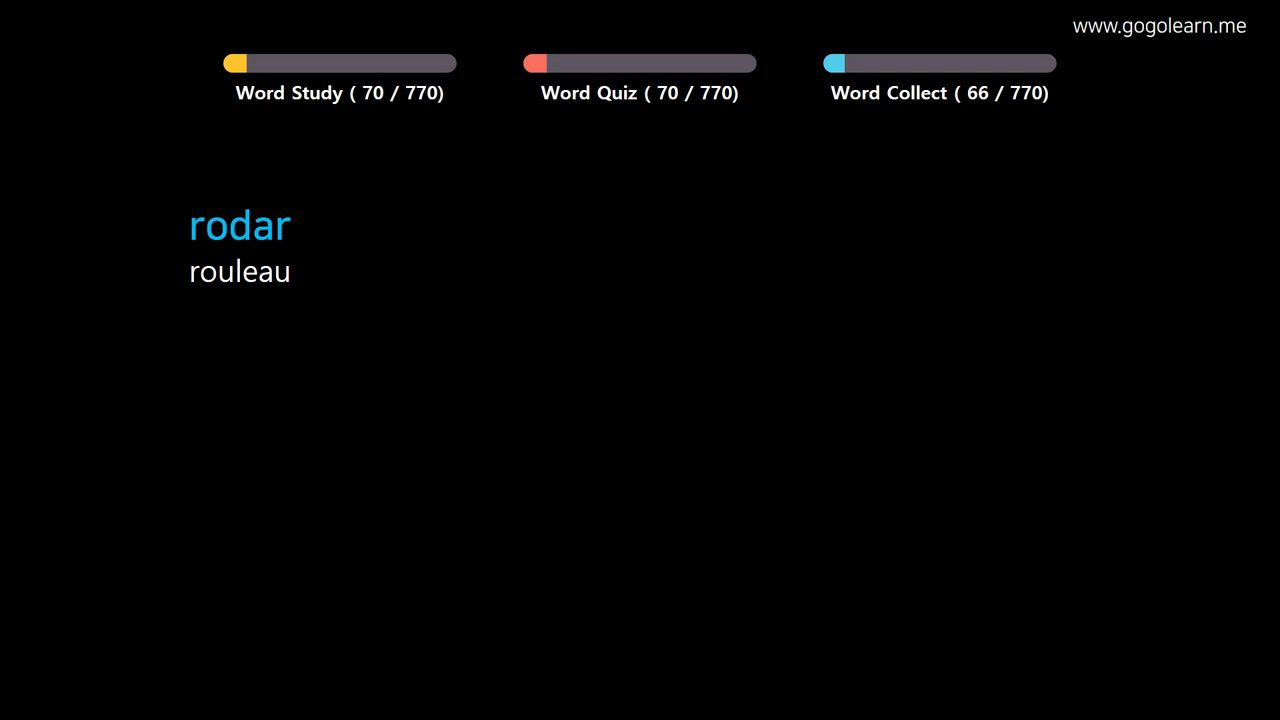 www.gogolearn.me
Word Study ( 70 / 770)
Word Quiz ( 70 / 770)
Word Collect ( 66 / 770)
rodar
rouleau